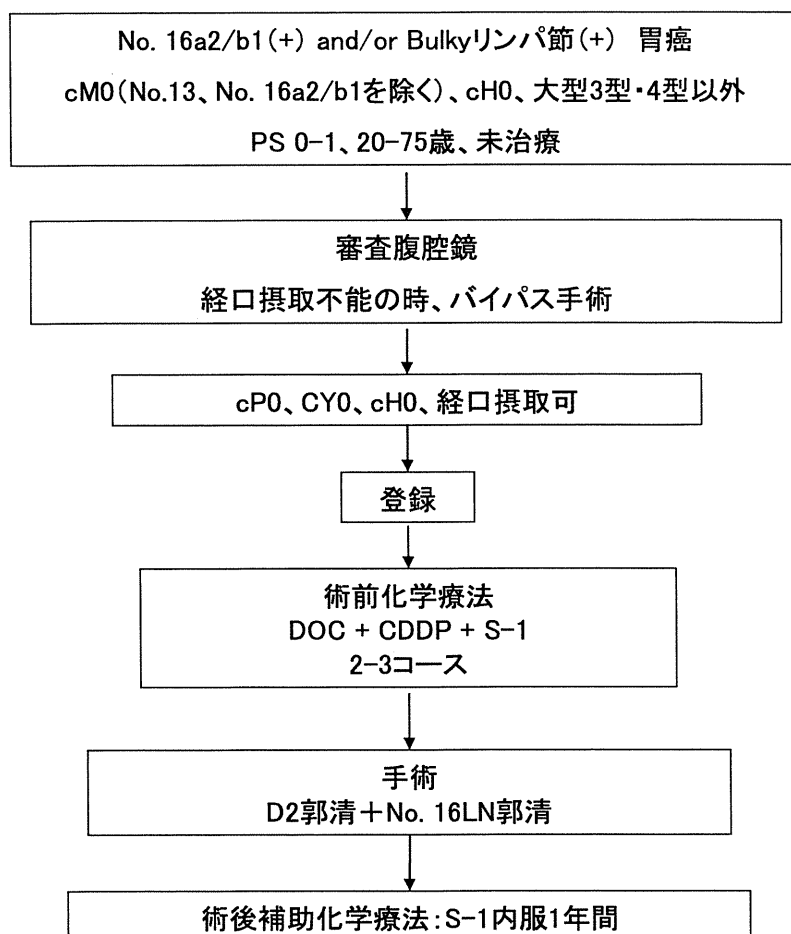 No. 16a2/b1(+) and/or Bulkyリンパ節(+) 胃癌
cM0(No.13、No. 16a2/b1を除く)、cH0、大型3型・4型以外
PS 0-1、20-75歳、未治療
審査腹腔鏡
経口摂取不能の時、バイパス手術
cP0、CY0、cH0、経口摂取可
登録
術前化学療法
DOC + CDDP + S-1
2-3コース
手術
D2郭清+No. 16LN郭清
術後補助化学療法:S-1内服1年間